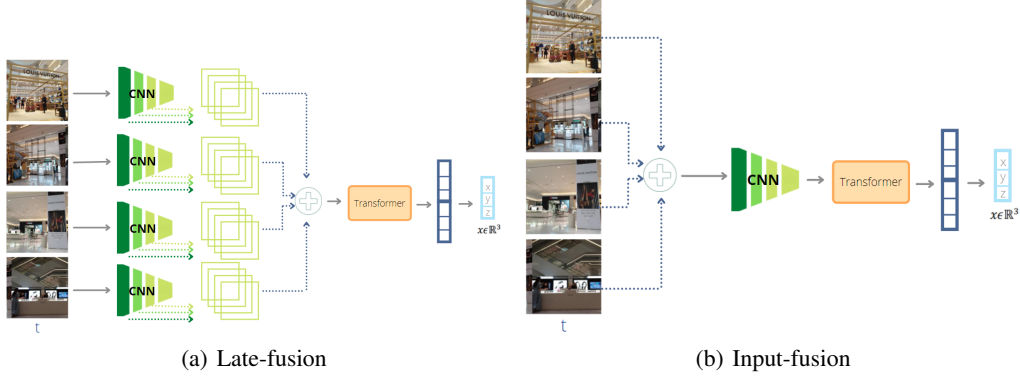 LOUIS VUITTON
CNN
CNN
CNN
CNN
Transformer
x
y
z
x∈ℝ³
t
(a) Late-fusion
LOUIS VUITTON
CNN
Transformer
x
y
z
x∈ℝ³
t
(b) Input-fusion